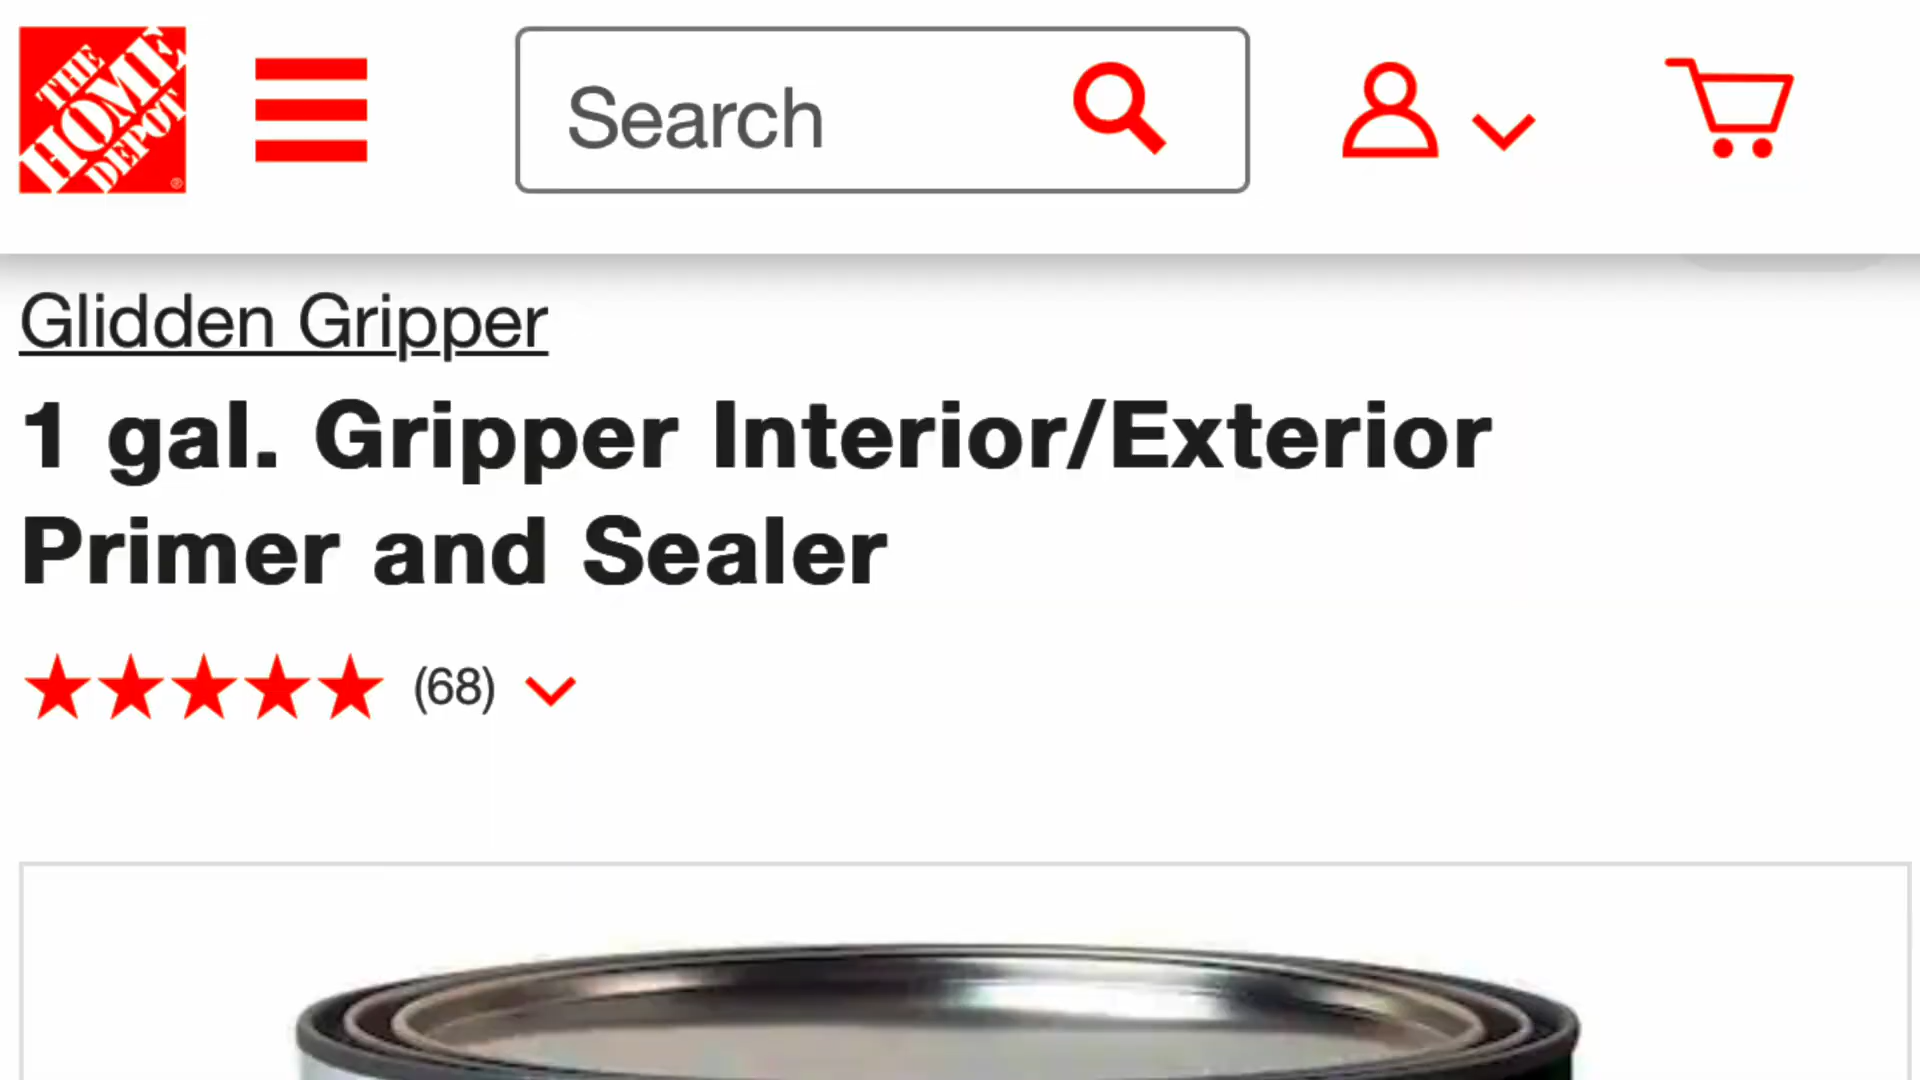 THE
HOME
DEPOT
®
Search
Glidden Gripper
1 gal. Gripper Interior/Exterior
Primer and Sealer
(68)